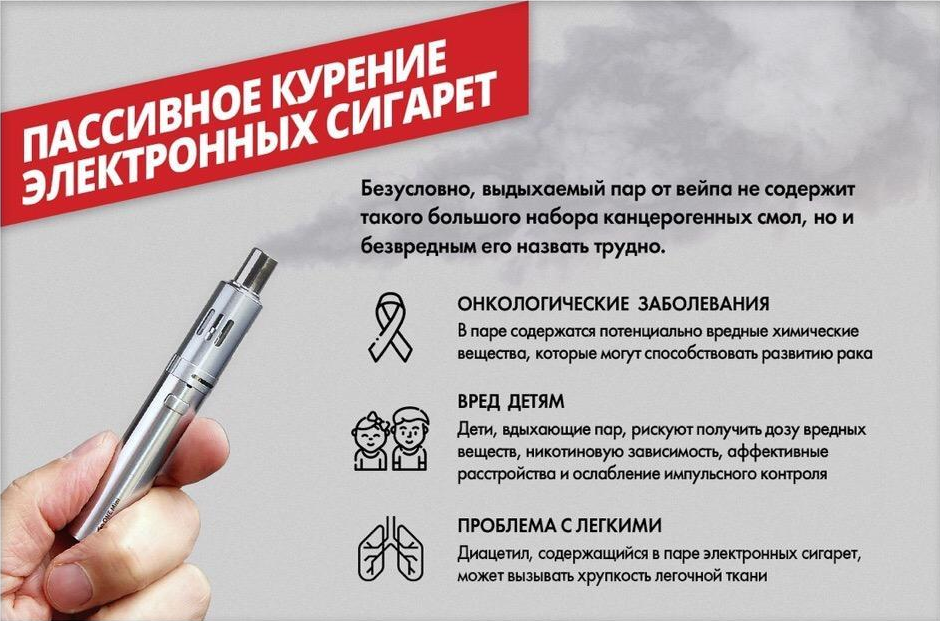 ПАССИВНОЕ КУРЕНИЕ
ЭЛЕКТРОННЫХ СИГАРЕТ
Безусловно, выдыхаемый пар от вейпа не содержит
такого большого набора канцерогенных смол, но и
безвредным его назвать трудно.
ОНКОЛОГИЧЕСКИЕ ЗАБОЛЕВАНИЯ
В паре содержатся потенциально вредные химические
вещества, которые могут способствовать развитию рака
ВРЕД ДЕТЯМ
Дети, вдыхающие пар, рискуют получить дозу вредных
веществ, никотиновую зависимость, аффективные
расстройства и ослабление импульсного контроля
ПРОБЛЕМА С ЛЕГКИМИ
Диацетил, содержащийся в паре электронных сигарет,
может вызывать хрупкость легочной ткани